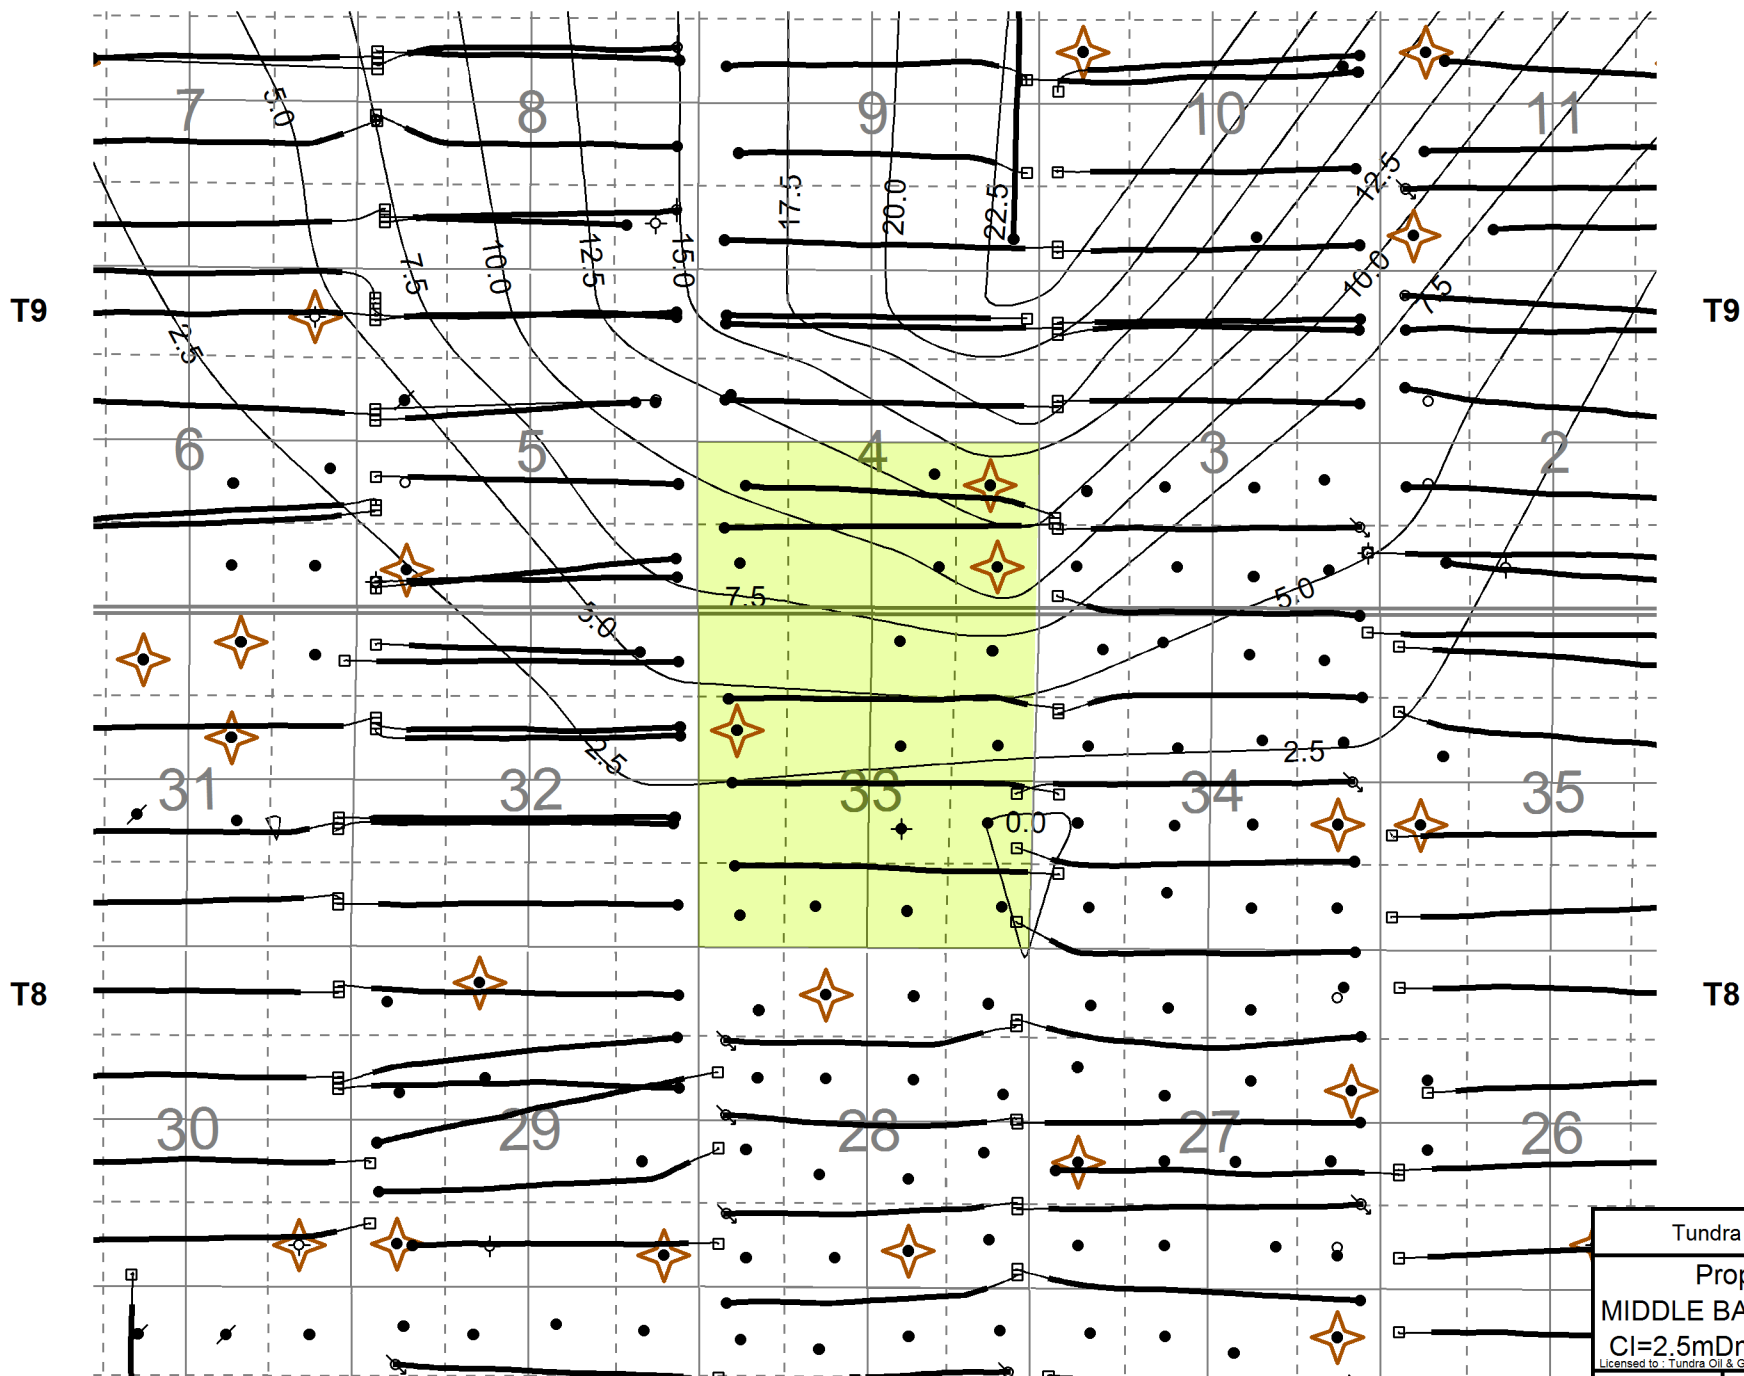 7 8 9 10 11
5.0
12.5
17.5 20.0 22.5
7.5 10.0 12.5 15.0 10.0 7.5
T9 T9
2.5
6 5 4 3 2
7.5 5.0
5.0
2.5 2.5
31 32 33 34 35
0.0
T8 T8
30 29 28 27 26
Tundra
Prop
MIDDLE BA
CI=2.5mDm
Licensed to : Tundra Oil & G